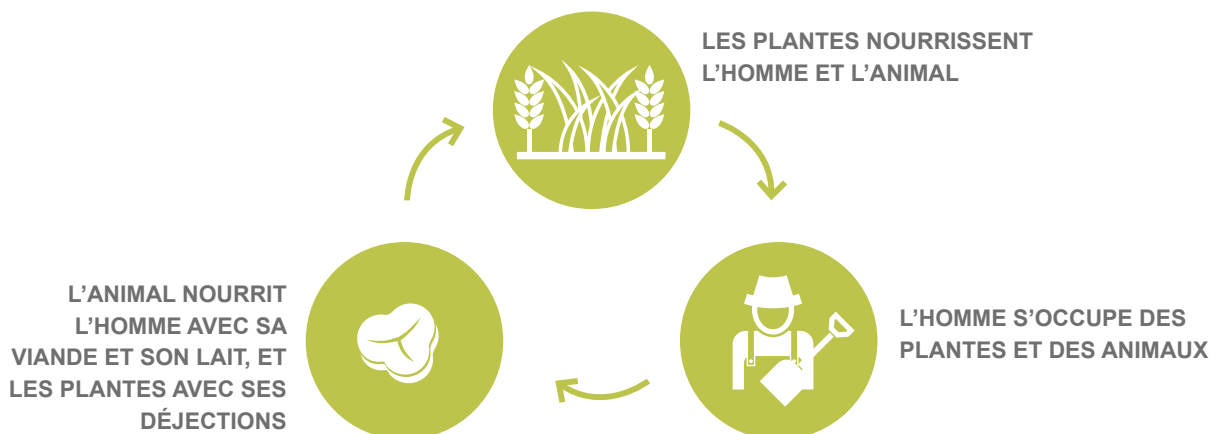 LES PLANTES NOURRISSENT
L’HOMME ET L’ANIMAL
L’HOMME S’OCCUPE DES
PLANTES ET DES ANIMAUX
L’ANIMAL NOURRIT
L’HOMME AVEC SA
VIANDE ET SON LAIT, ET
LES PLANTES AVEC SES
DÉJECTIONS